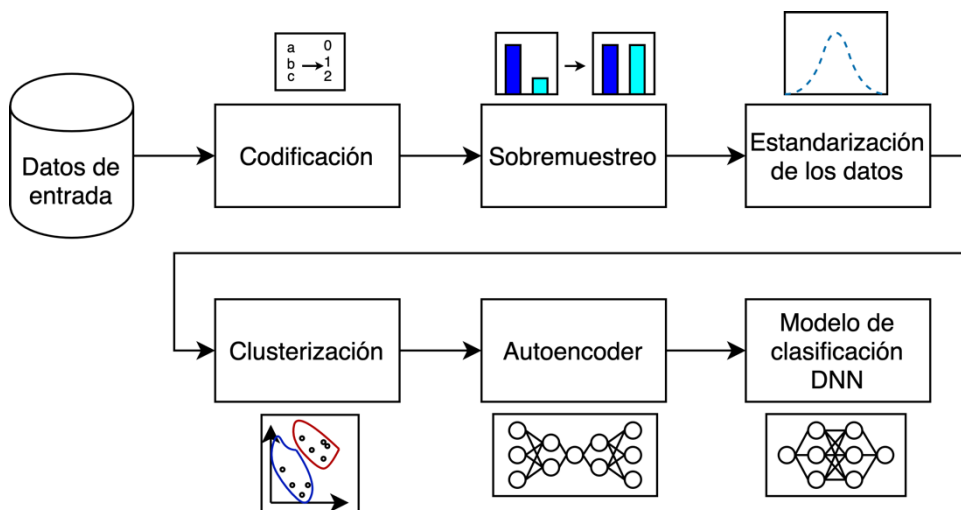 a 0
b 1
c 2
Datos de
entrada
Codificación
Sobremuestreo
Estandarización
de los datos
Clusterización
Autoencoder
Modelo de
clasificación
DNN